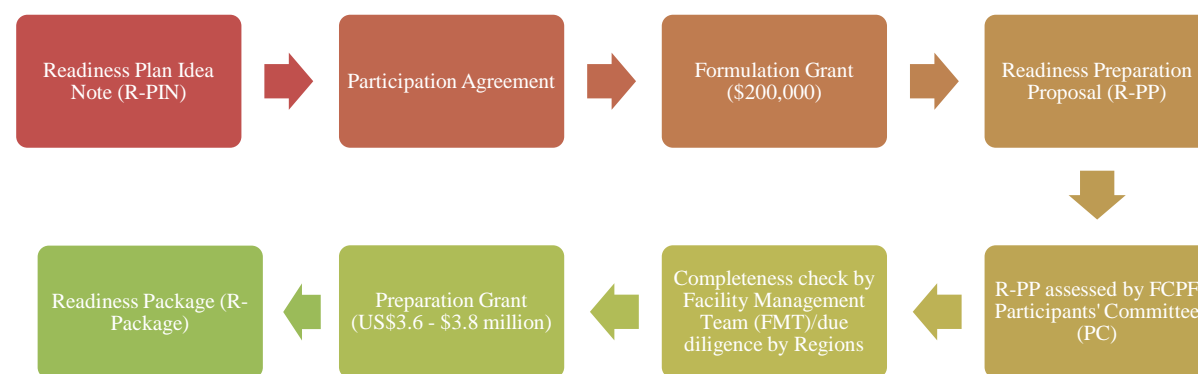 Readiness Plan Idea
Note (R-PIN)
Participation Agreement
Formulation Grant
($200,000)
Readiness Preparation
Proposal (R-PP)
R-PP assessed by FCPF
Participants' Committee
(PC)
Completeness check by
Facility Management
Team (FMT)/due
diligence by Regions
Preparation Grant
(US$3.6 - $3.8 million)
Readiness Package (R-
Package)